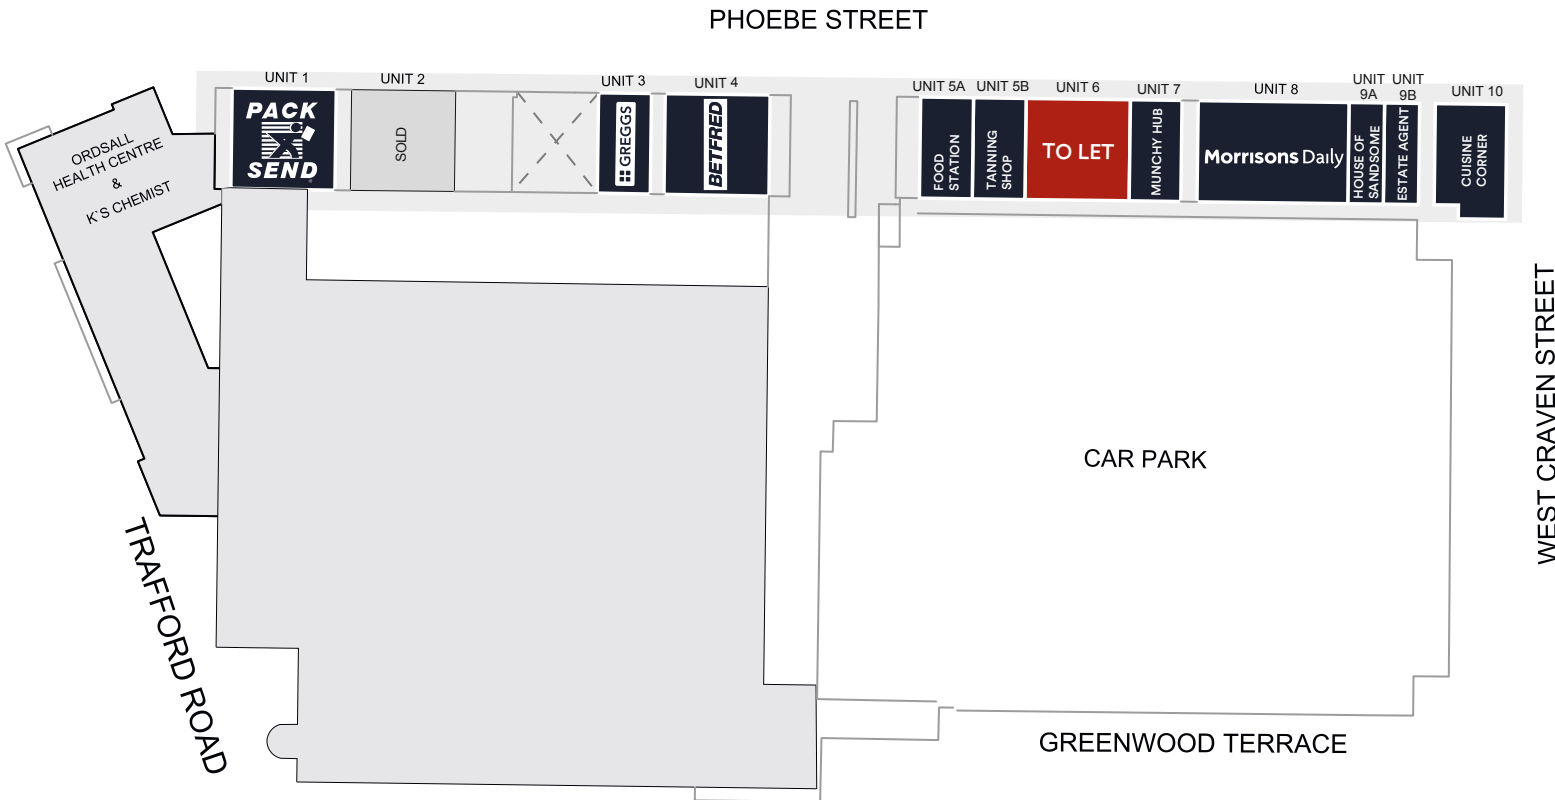 PHOEBE STREET
UNIT 1
UNIT 2
UNIT 3
UNIT 4
UNIT 5A
UNIT 5B
UNIT 6
UNIT 7
UNIT 8
UNIT
9A
UNIT
9B
UNIT 10
ORDSALL
HEALTH CENTRE
&
K`S CHEMIST
PACK
SEND
SOLD
GREGGS
BETFRED
FOOD
STATION
TANNING
SHOP
TO LET
MUNCHY HUB
Morrisons Daily
HOUSE OF
SANDSOME
ESTATE AGENT
CUISINE
CORNER
CAR PARK
WEST CRAVEN STREET
TRAFFORD ROAD
GREENWOOD TERRACE